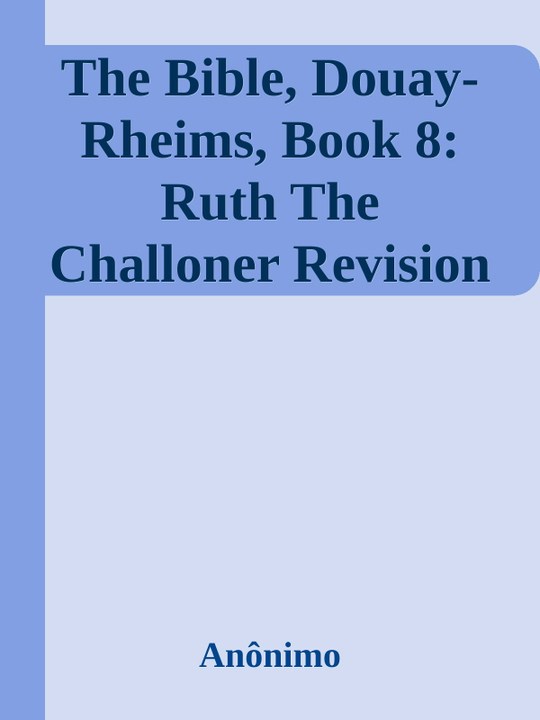 The Bible, Douay-
Rheims, Book 8:
Ruth The
Challoner Revision
Anônimo